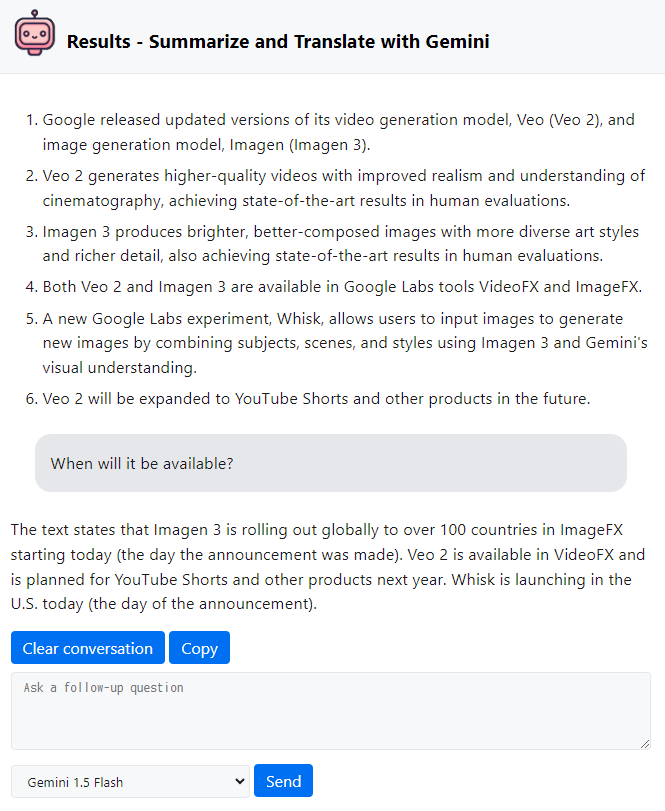 Results - Summarize and Translate with Gemini
1. Google released updated versions of its video generation model, Veo (Veo 2), and
image generation model, Imagen (Imagen 3).
2. Veo 2 generates higher-quality videos with improved realism and understanding of
cinematography, achieving state-of-the-art results in human evaluations.
3. Imagen 3 produces brighter, better-composed images with more diverse art styles
and richer detail, also achieving state-of-the-art results in human evaluations.
4. Both Veo 2 and Imagen 3 are available in Google Labs tools VideoFX and ImageFX.
5. A new Google Labs experiment, Whisk, allows users to input images to generate
new images by combining subjects, scenes, and styles using Imagen 3 and Gemini's
visual understanding.
6. Veo 2 will be expanded to YouTube Shorts and other products in the future.
When will it be available?
The text states that Imagen 3 is rolling out globally to over 100 countries in ImageFX
starting today (the day the announcement was made). Veo 2 is available in VideoFX and
is planned for YouTube Shorts and other products next year. Whisk is launching in the
U.S. today (the day of the announcement).
Clear conversation Copy
Ask a follow-up question
Gemini 1.5 Flash Send